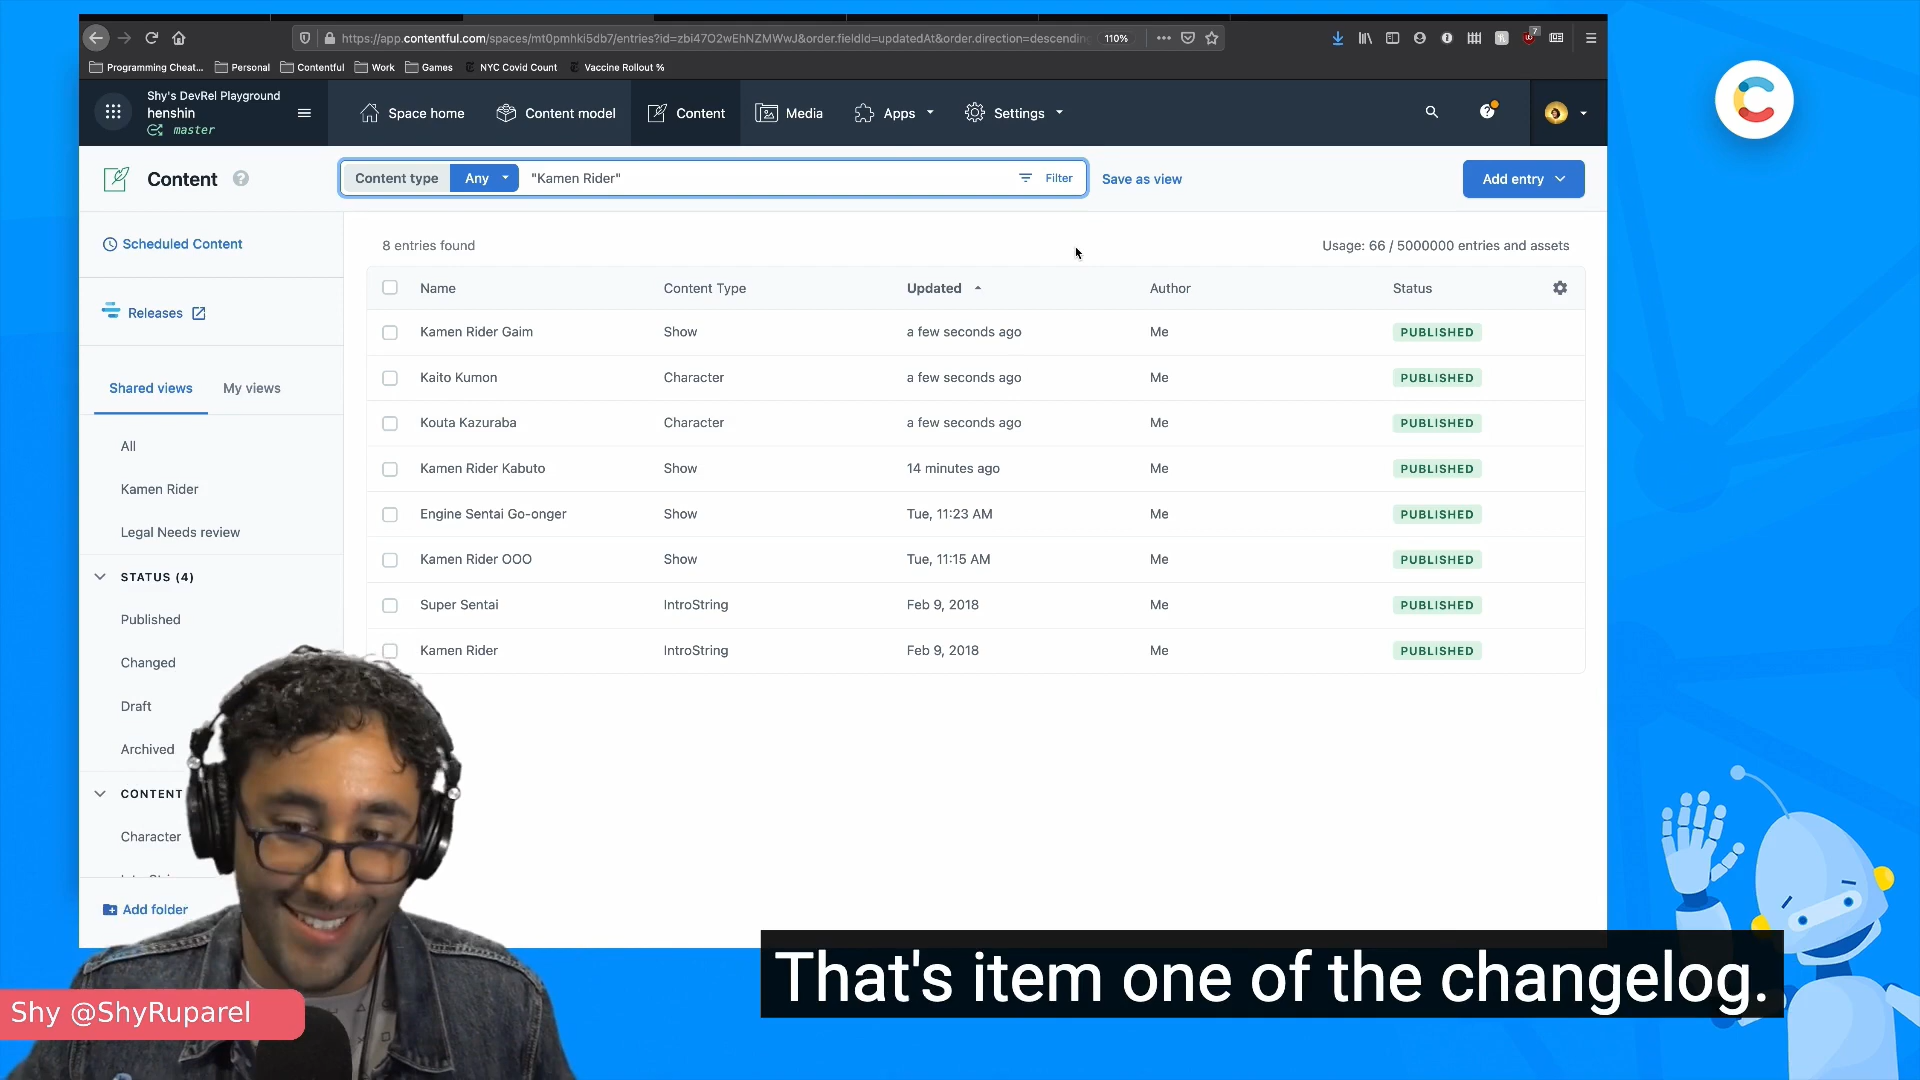 https://app.contentful.com/spaces/mt0pmhki5db7/entries?id=zbi47O2wEhNZMWwJ&order.fieldId=updatedAt&order.direction=descending
110%
7
Programming Cheat... Personal Contentful Work Games NYC Covid Count Vaccine Rollout %
Shy's DevRel Playground
henshin
master
Space home Content model Content Media Apps Settings
Content
Content type Any "Kamen Rider" Filter
Save as view
Add entry
Scheduled Content
Releases
Shared views My views
All
Kamen Rider
Legal Needs review
STATUS (4)
Published
Changed
Draft
Archived
CONTENT
Character
Add folder
8 entries found
Usage: 66 / 5000000 entries and assets
Name Content Type Updated Author Status
Kamen Rider Gaim Show a few seconds ago Me PUBLISHED
Kaito Kumon Character a few seconds ago Me PUBLISHED
Kouta Kazuraba Character a few seconds ago Me PUBLISHED
Kamen Rider Kabuto Show 14 minutes ago Me PUBLISHED
Engine Sentai Go-onger Show Tue, 11:23 AM Me PUBLISHED
Kamen Rider OOO Show Tue, 11:15 AM Me PUBLISHED
Super Sentai IntroString Feb 9, 2018 Me PUBLISHED
Kamen Rider IntroString Feb 9, 2018 Me PUBLISHED
That's item one of the changelog.
Shy @ShyRuparel